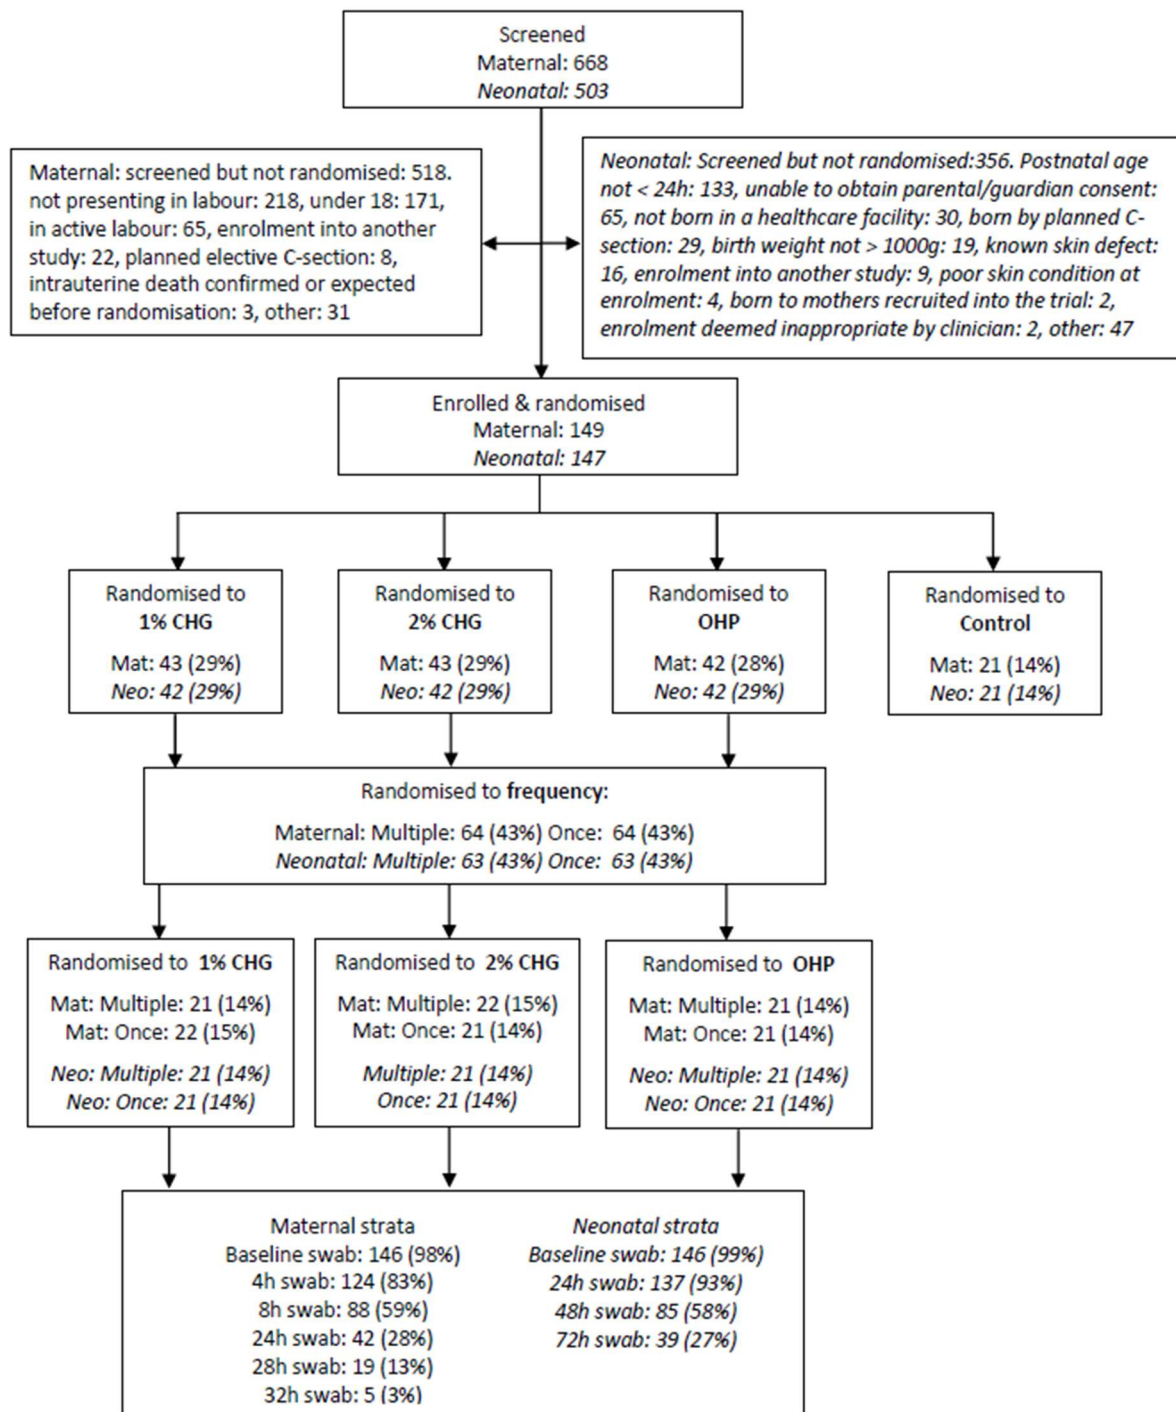 Screened
Maternal: 668
Neonatal: 503
Maternal: screened but not randomised: 518.
not presenting in labour: 218, under 18: 171,
in active labour: 65, enrolment into another
study: 22, planned elective C-section: 8,
intrauterine death confirmed or expected
before randomisation: 3, other: 31
Neonatal: Screened but not randomised:356. Postnatal age
not < 24h: 133, unable to obtain parental/guardian consent:
65, not born in a healthcare facility: 30, born by planned C-
section: 29, birth weight not > 1000g: 19, known skin defect:
16, enrolment into another study: 9, poor skin condition at
enrolment: 4, born to mothers recruited into the trial: 2,
enrolment deemed inappropriate by clinician: 2, other: 47
Enrolled & randomised
Maternal: 149
Neonatal: 147
Randomised to
1% CHG
Mat: 43 (29%)
Neo: 42 (29%)
Randomised to
2% CHG
Mat: 43 (29%)
Neo: 42 (29%)
Randomised to
OHP
Mat: 42 (28%)
Neo: 42 (29%)
Randomised to
Control
Mat: 21 (14%)
Neo: 21 (14%)
Randomised to frequency:
Maternal: Multiple: 64 (43%) Once: 64 (43%)
Neonatal: Multiple: 63 (43%) Once: 63 (43%)
Randomised to 1% CHG
Mat: Multiple: 21 (14%)
Mat: Once: 22 (15%)
Neo: Multiple: 21 (14%)
Neo: Once: 21 (14%)
Randomised to 2% CHG
Mat: Multiple: 22 (15%)
Mat: Once: 21 (14%)
Multiple: 21 (14%)
Once: 21 (14%)
Randomised to OHP
Mat: Multiple: 21 (14%)
Mat: Once: 21 (14%)
Neo: Multiple: 21 (14%)
Neo: Once: 21 (14%)
Maternal strata
Baseline swab: 146 (98%)
4h swab: 124 (83%)
8h swab: 88 (59%)
24h swab: 42 (28%)
28h swab: 19 (13%)
32h swab: 5 (3%)
Neonatal strata
Baseline swab: 146 (99%)
24h swab: 137 (93%)
48h swab: 85 (58%)
72h swab: 39 (27%)